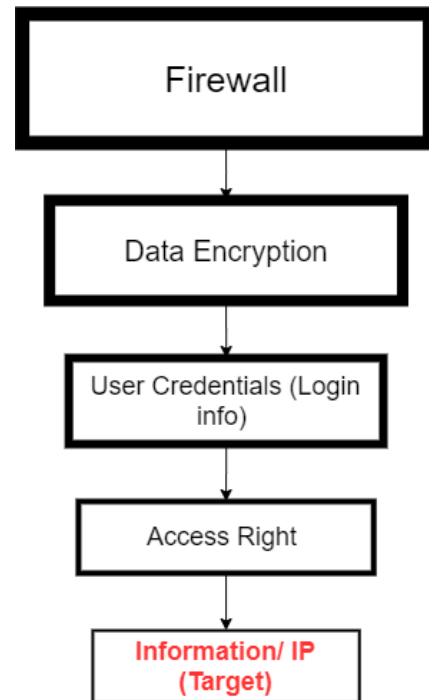 Firewall
Data Encryption
User Credentials (Login
info)
Access Right
Information/ IP
(Target)